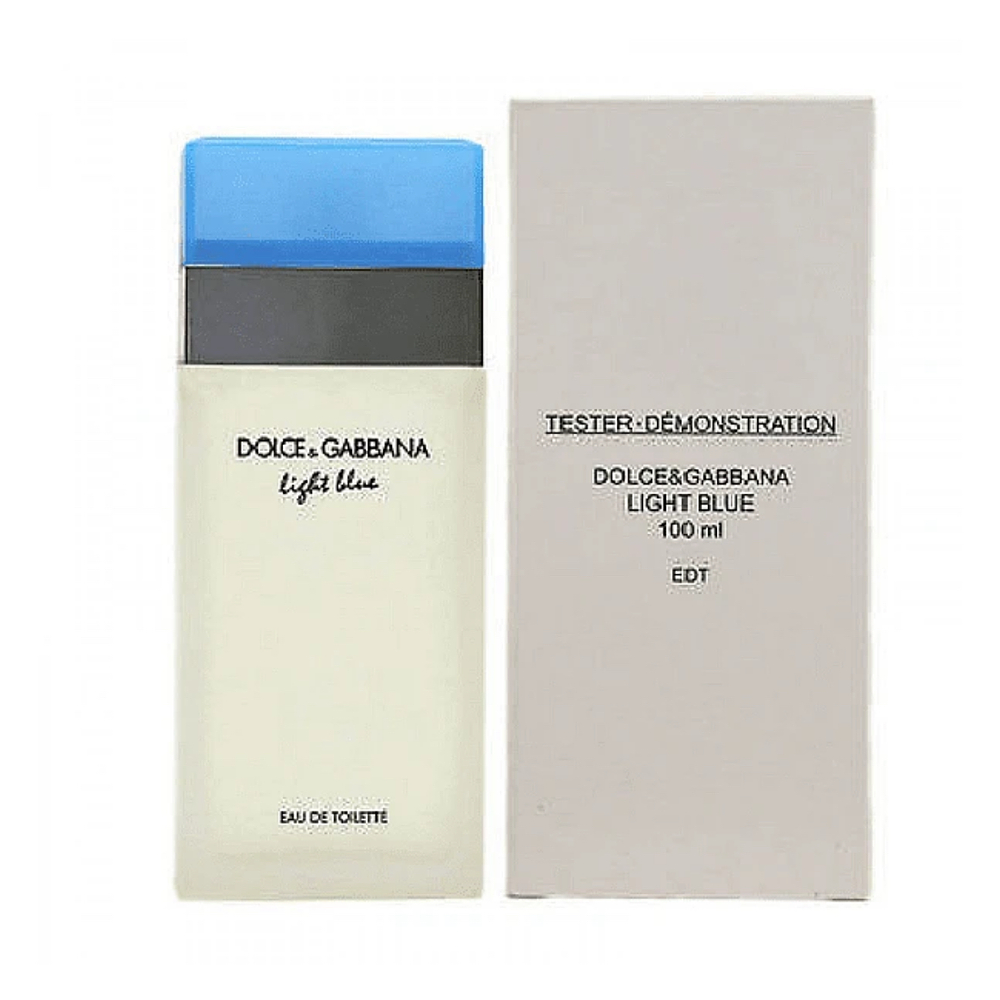 DOLCE & GABBANA
light blue
EAU DE TOILETTE
TESTER·DÉMONSTRATION
DOLCE&GABBANA
LIGHT BLUE
100 ml
EDT